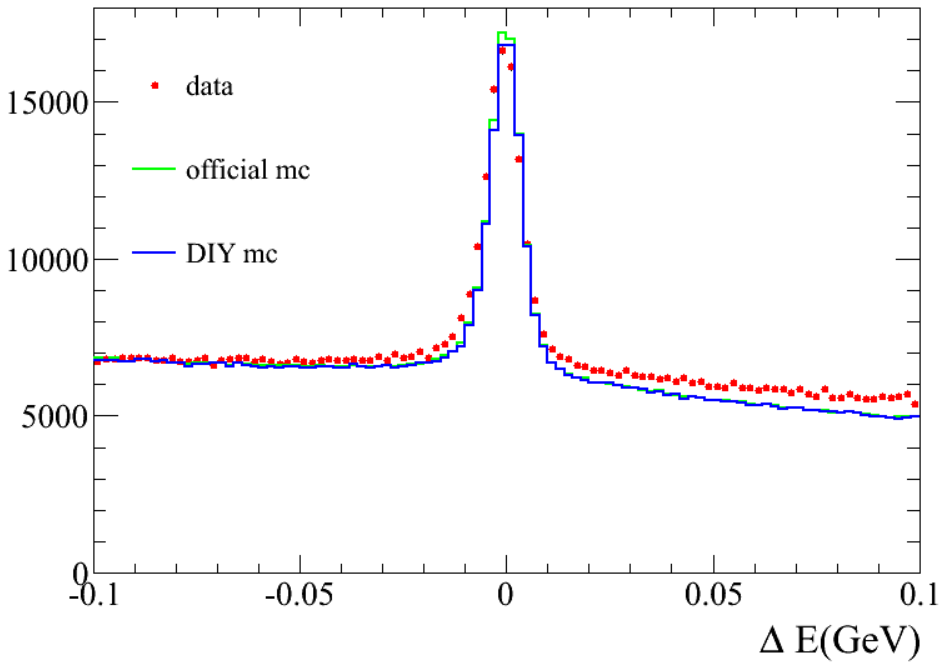 15000
data
official mc
10000
DIY mc
5000
0
-0.1 -0.05 0 0.05 0.1
Δ E(GeV)